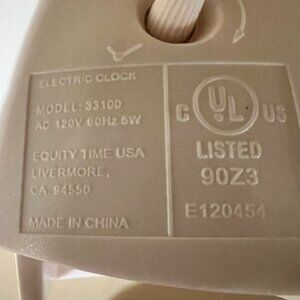 ELECTRIC CLOCK
MODEL: 33100
AC 120V 60Hz 5W
EQUITY TIME USA
LIVERMORE,
CA. 94550
MADE IN CHINA
C UL US
LISTED
90Z3
E120454